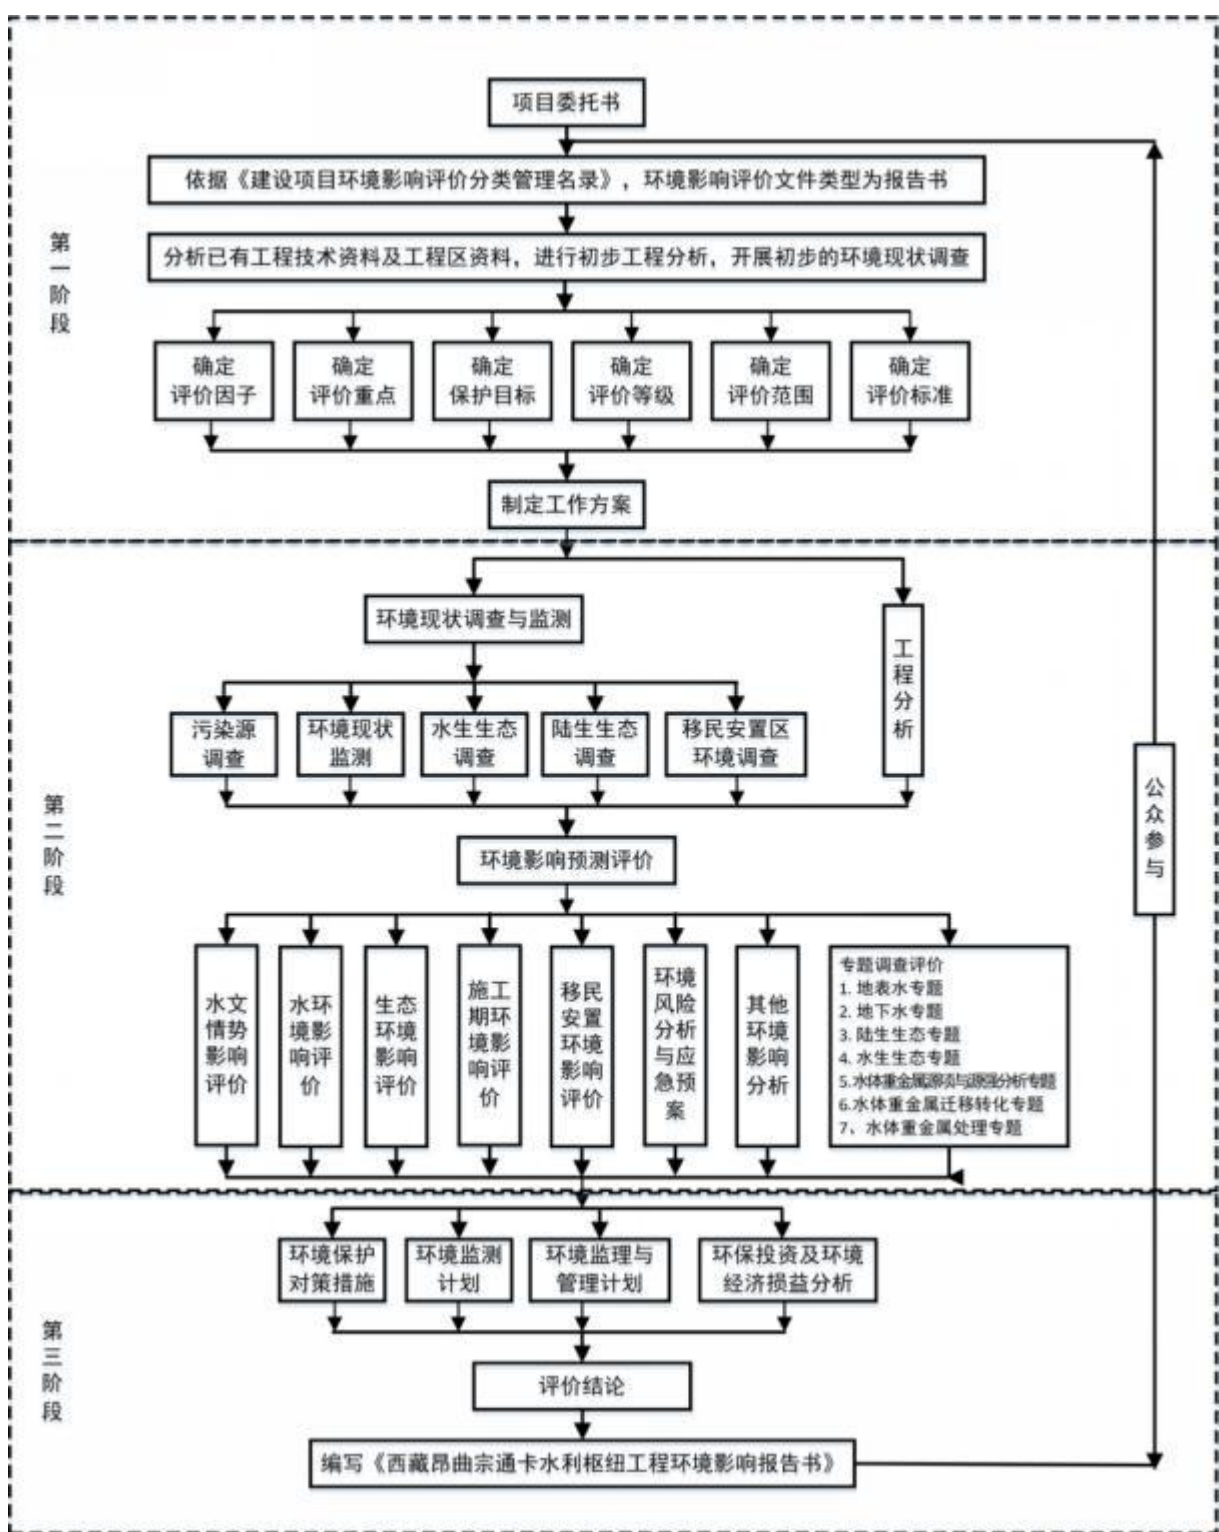 项目委托书
依据《建设项目环境影响评价分类管理名录》，环境影响评价文件类型为报告书
分析已有工程技术资料及工程区资料，进行初步工程分析，开展初步的环境现状调查
第一阶段
确定
评价因子
确定
评价重点
确定
保护目标
确定
评价等级
确定
评价范围
确定
评价标准
制定工作方案
环境现状调查与监测
工程分析
污染源
调查
环境现状
监测
水生生态
调查
陆生生态
调查
移民安置区
环境调查
第二阶段
公众参与
环境影响预测评价
水文
情势
影响
评价
水环
境影
响评
价
生态
环境
影响
评价
施工
期环
境影
响评
价
移民
安置
环境
影响
评价
环境
风险
分析
与应
急预
案
其他
环境
影响
分析
专题调查评价
1. 地表水专题
2. 地下水专题
3. 陆生生态专题
4. 水生生态专题
5.水体重金属源项与源强分析专题
6.水体重金属迁移转化专题
7、水体重金属处理专题
环境保护
对策措施
环境监测
计划
环境监理与
管理计划
环保投资及环境
经济损益分析
第三阶段
评价结论
编写《西藏昂曲宗通卡水利枢纽工程环境影响报告书》